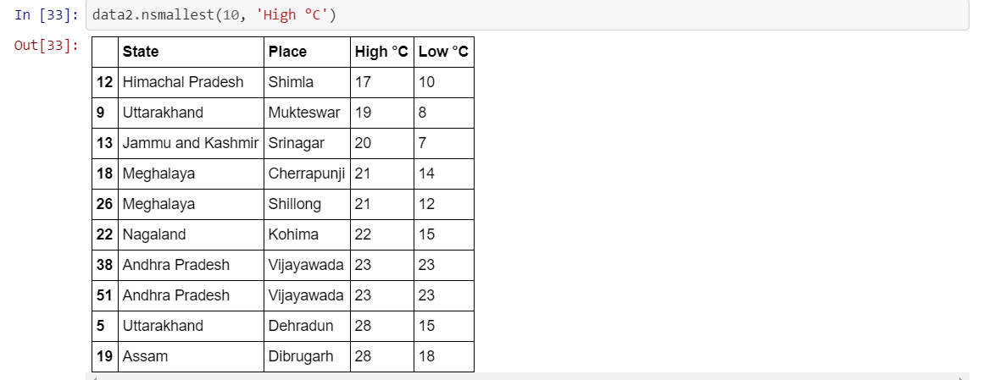 In [33]: data2.nsmallest(10, 'High °C')
Out[33]:
State Place High °C Low °C
12 Himachal Pradesh Shimla 17 10
9 Uttarakhand Mukteswar 19 8
13 Jammu and Kashmir Srinagar 20 7
18 Meghalaya Cherrapunji 21 14
26 Meghalaya Shillong 21 12
22 Nagaland Kohima 22 15
38 Andhra Pradesh Vijayawada 23 23
51 Andhra Pradesh Vijayawada 23 23
5 Uttarakhand Dehradun 28 15
19 Assam Dibrugarh 28 18